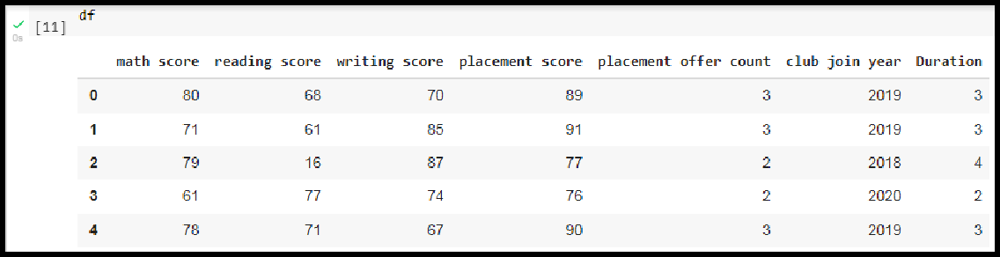 df
[11]
0s
math score reading score writing score placement score placement offer count club join year Duration
0 80 68 70 89 3 2019 3
1 71 61 85 91 3 2019 3
2 79 16 87 77 2 2018 4
3 61 77 74 76 2 2020 2
4 78 71 67 90 3 2019 3